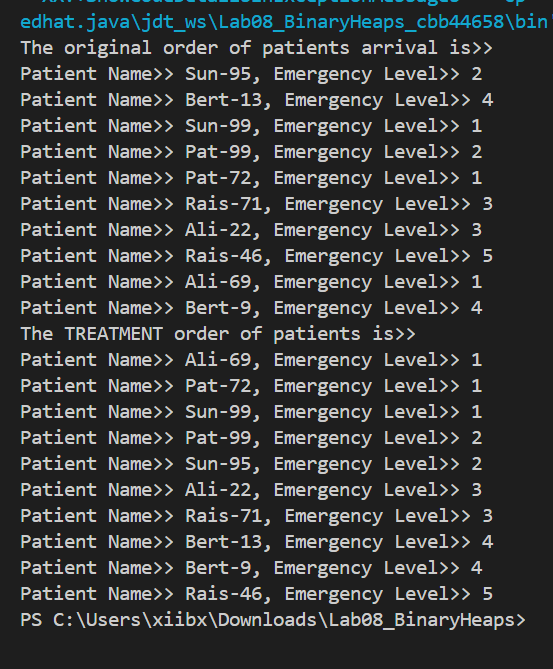 edhat.java\jdt_ws\Lab08_BinaryHeaps_cbb44658\bin
The original order of patients arrival is>>
Patient Name>> Sun-95, Emergency Level>> 2
Patient Name>> Bert-13, Emergency Level>> 4
Patient Name>> Sun-99, Emergency Level>> 1
Patient Name>> Pat-99, Emergency Level>> 2
Patient Name>> Pat-72, Emergency Level>> 1
Patient Name>> Rais-71, Emergency Level>> 3
Patient Name>> Ali-22, Emergency Level>> 3
Patient Name>> Rais-46, Emergency Level>> 5
Patient Name>> Ali-69, Emergency Level>> 1
Patient Name>> Bert-9, Emergency Level>> 4
The TREATMENT order of patients is>>
Patient Name>> Ali-69, Emergency Level>> 1
Patient Name>> Pat-72, Emergency Level>> 1
Patient Name>> Sun-99, Emergency Level>> 1
Patient Name>> Pat-99, Emergency Level>> 2
Patient Name>> Sun-95, Emergency Level>> 2
Patient Name>> Ali-22, Emergency Level>> 3
Patient Name>> Rais-71, Emergency Level>> 3
Patient Name>> Bert-13, Emergency Level>> 4
Patient Name>> Bert-9, Emergency Level>> 4
Patient Name>> Rais-46, Emergency Level>> 5
PS C:\Users\xiibx\Downloads\Lab08_BinaryHeaps>